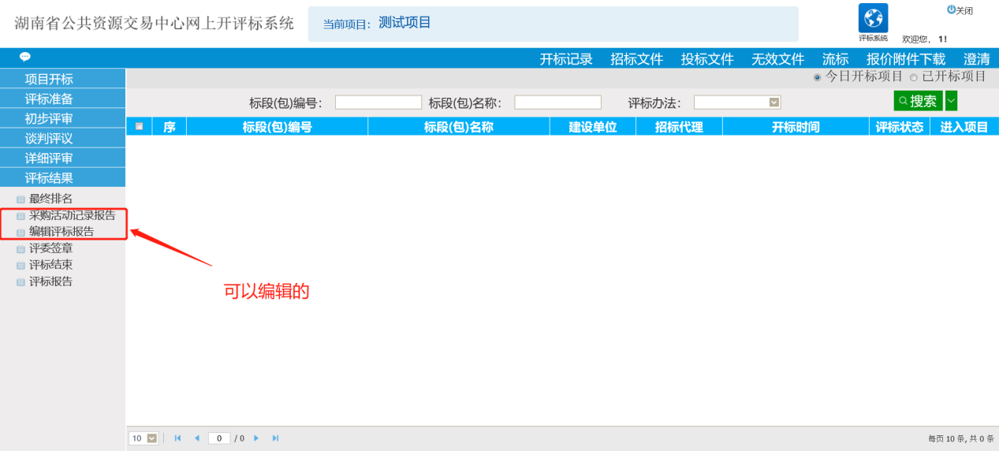 湖南省公共资源交易中心网上开评标系统
当前项目: 测试项目
关闭
评标系统
欢迎您, 1!
开标记录 招标文件 投标文件 无效文件 流标 报价附件下载 澄清
今日开标项目 已开标项目
项目开标
评标准备
初步评审
谈判评议
详细评审
评标结果
最终排名
采购活动记录报告
编辑评标报告
评委签章
评标结束
评标报告
标段(包)编号: 标段(包)名称: 评标办法: 搜索
序 标段(包)编号 标段(包)名称 建设单位 招标代理 开标时间 评标状态 进入项目
可以编辑的
10 0 / 0 每页 10 条, 共 0 条